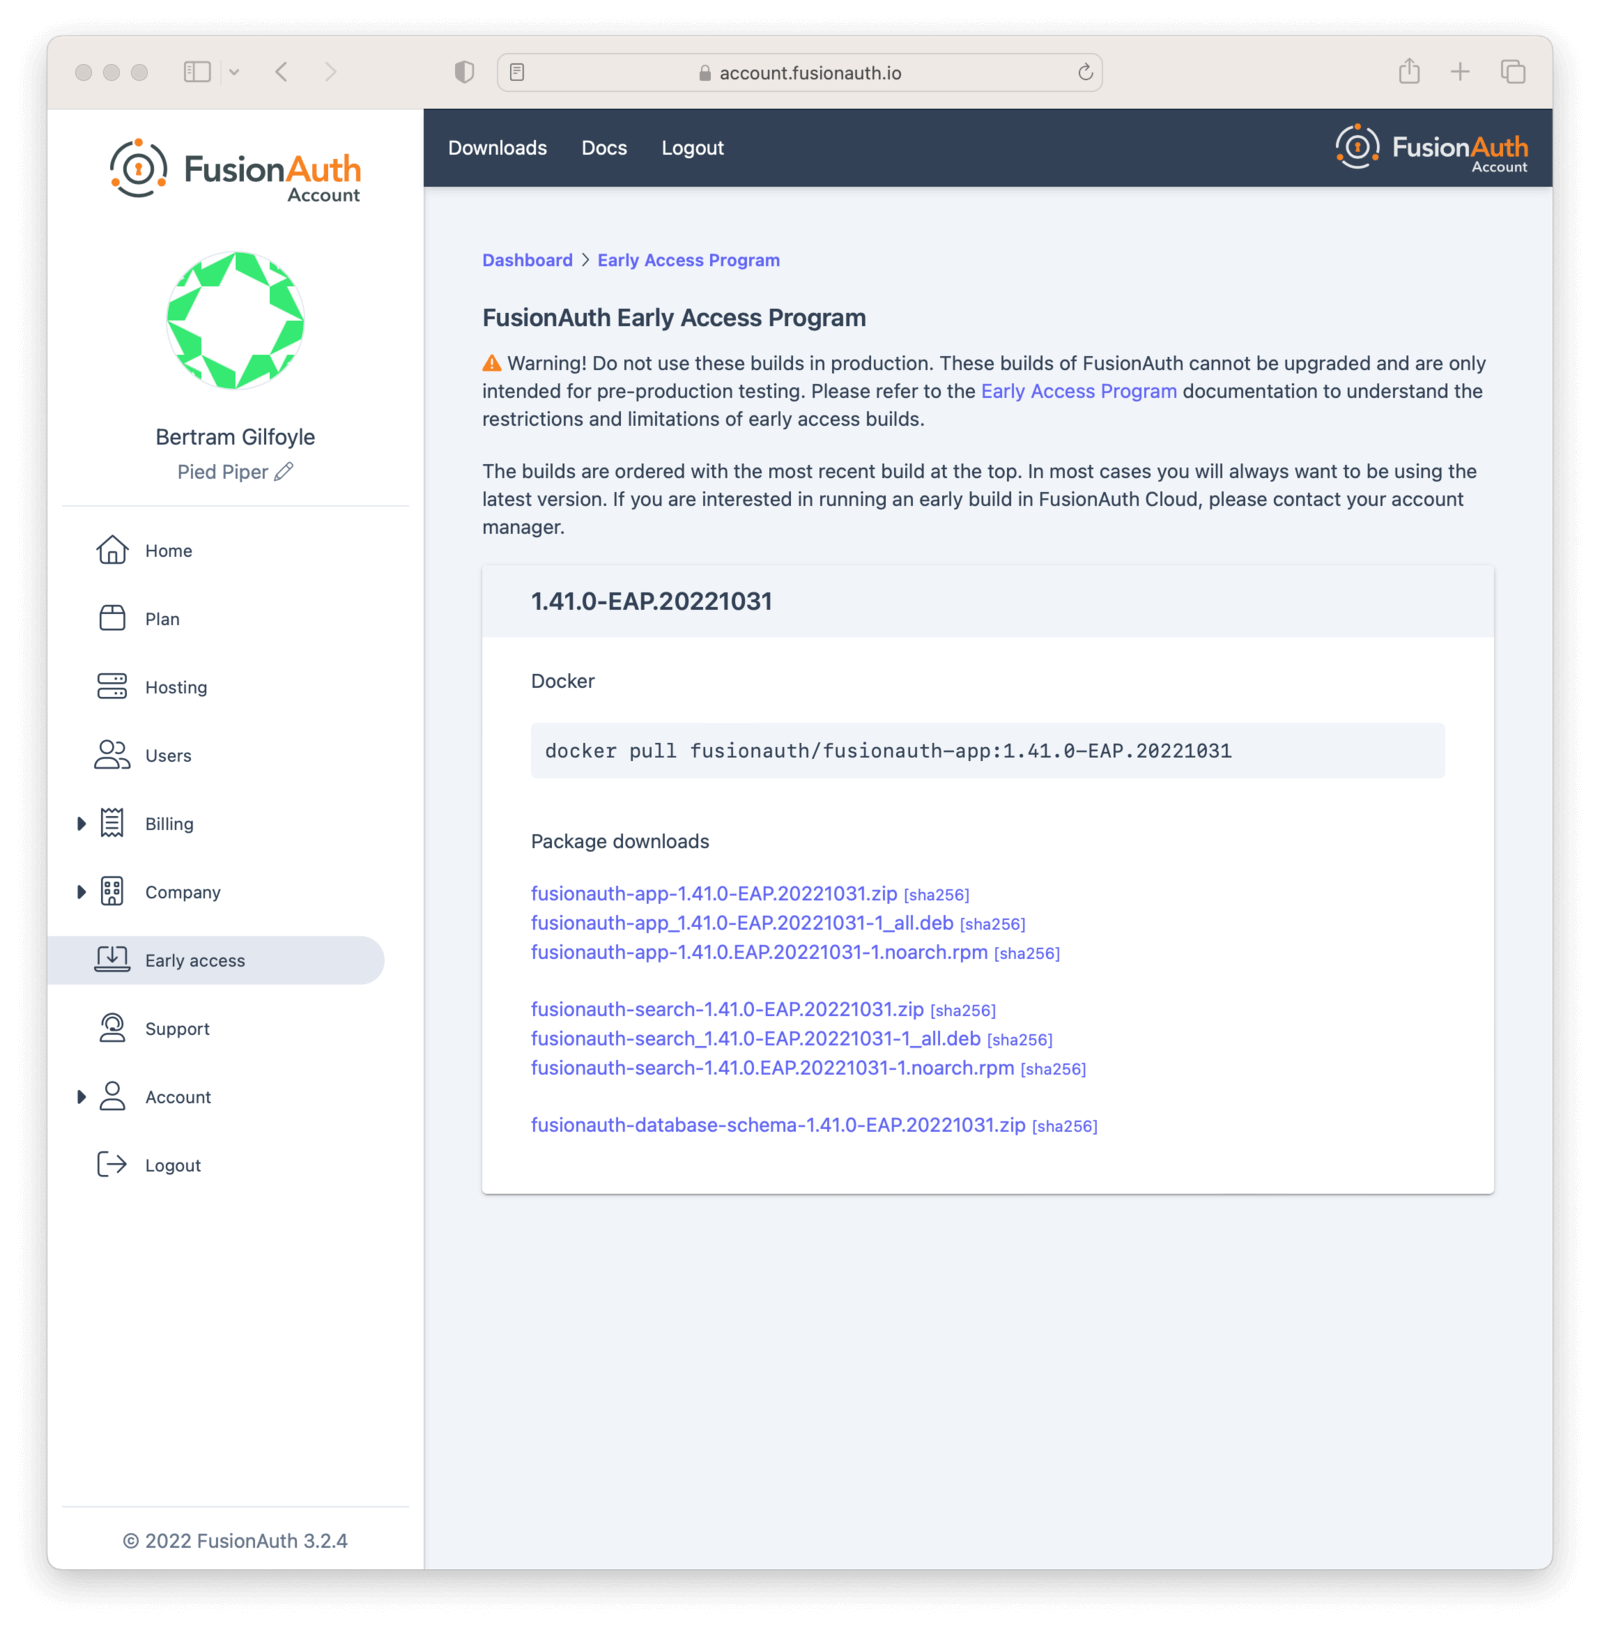 account.fusionauth.io
FusionAuth
Account
Bertram Gilfoyle
Pied Piper
Home
Plan
Hosting
Users
Billing
Company
Early access
Support
Account
Logout
© 2022 FusionAuth 3.2.4
Downloads Docs Logout
FusionAuth
Account
Dashboard > Early Access Program
FusionAuth Early Access Program
Warning! Do not use these builds in production. These builds of FusionAuth cannot be upgraded and are only
intended for pre-production testing. Please refer to the Early Access Program documentation to understand the
restrictions and limitations of early access builds.
The builds are ordered with the most recent build at the top. In most cases you will always want to be using the
latest version. If you are interested in running an early build in FusionAuth Cloud, please contact your account
manager.
1.41.0-EAP.20221031
Docker
docker pull fusionauth/fusionauth-app:1.41.0-EAP.20221031
Package downloads
fusionauth-app-1.41.0-EAP.20221031.zip [sha256]
fusionauth-app_1.41.0-EAP.20221031-1_all.deb [sha256]
fusionauth-app-1.41.0.EAP.20221031-1.noarch.rpm [sha256]
fusionauth-search-1.41.0-EAP.20221031.zip [sha256]
fusionauth-search_1.41.0-EAP.20221031-1_all.deb [sha256]
fusionauth-search-1.41.0.EAP.20221031-1.noarch.rpm [sha256]
fusionauth-database-schema-1.41.0-EAP.20221031.zip [sha256]